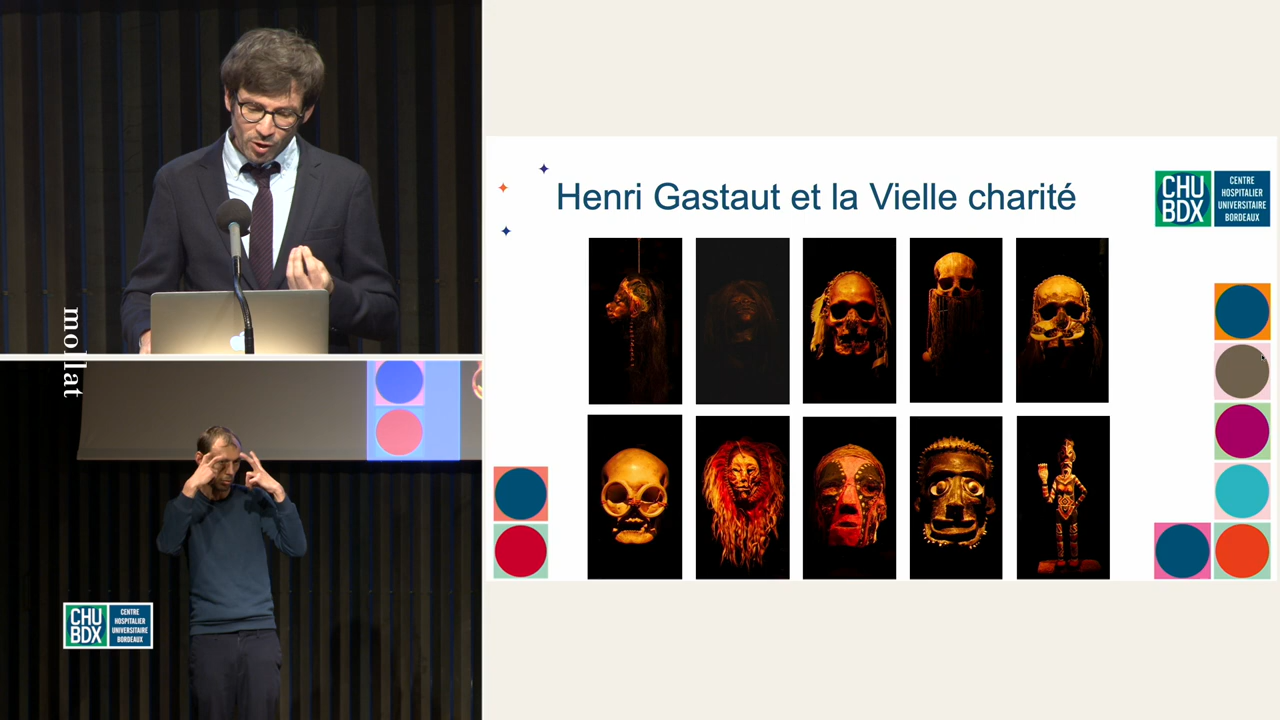 mollat
Henri Gastaut et la Vielle charité
CHU
BDX
CENTRE
HOSPITALIER
UNIVERSITAIRE
BORDEAUX
CHU
BDX
CENTRE
HOSPITALIER
UNIVERSITAIRE
BORDEAUX